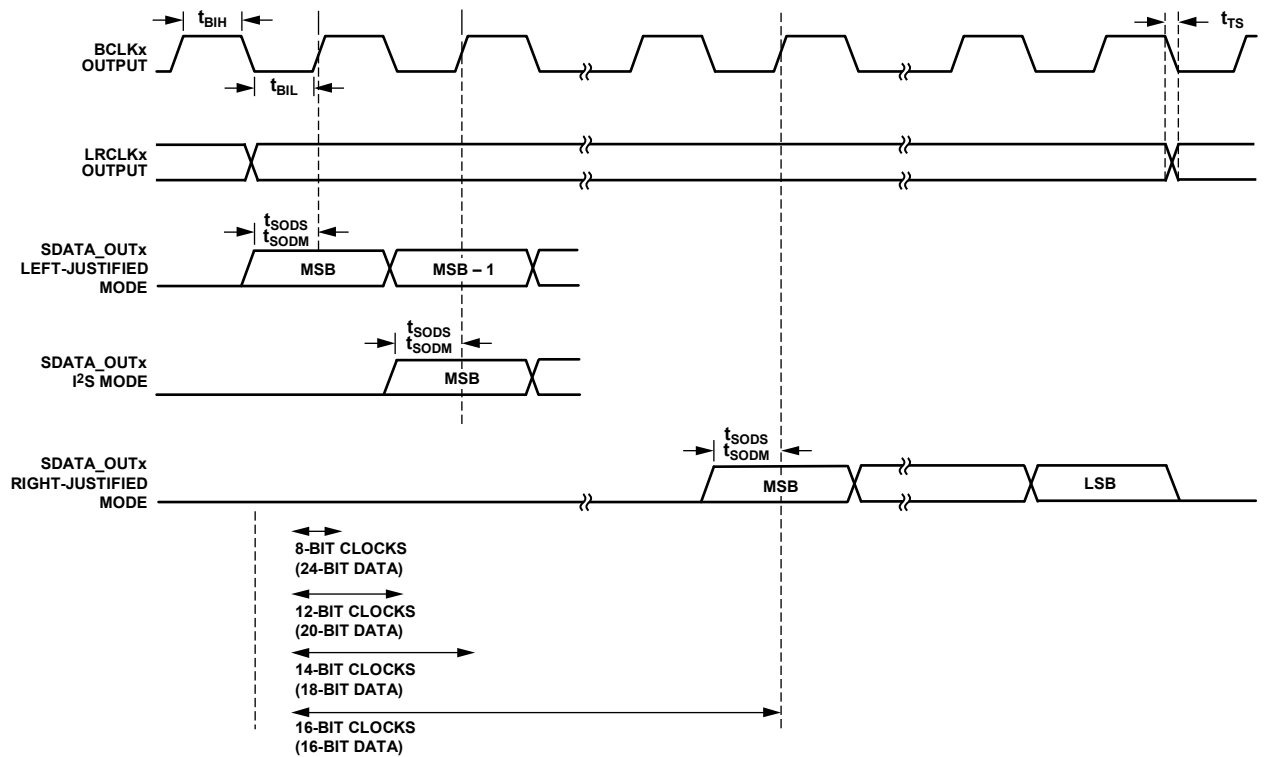 tBIH
tTS
BCLKx
OUTPUT
tBIL
LRCLKx
OUTPUT
tSODS
tSODM
SDATA_OUTx
LEFT-JUSTIFIED
MODE
MSB
MSB – 1
tSODS
tSODM
SDATA_OUTx
I2S MODE
MSB
tSODS
tSODM
SDATA_OUTx
RIGHT-JUSTIFIED
MODE
MSB
LSB
8-BIT CLOCKS
(24-BIT DATA)
12-BIT CLOCKS
(20-BIT DATA)
14-BIT CLOCKS
(18-BIT DATA)
16-BIT CLOCKS
(16-BIT DATA)